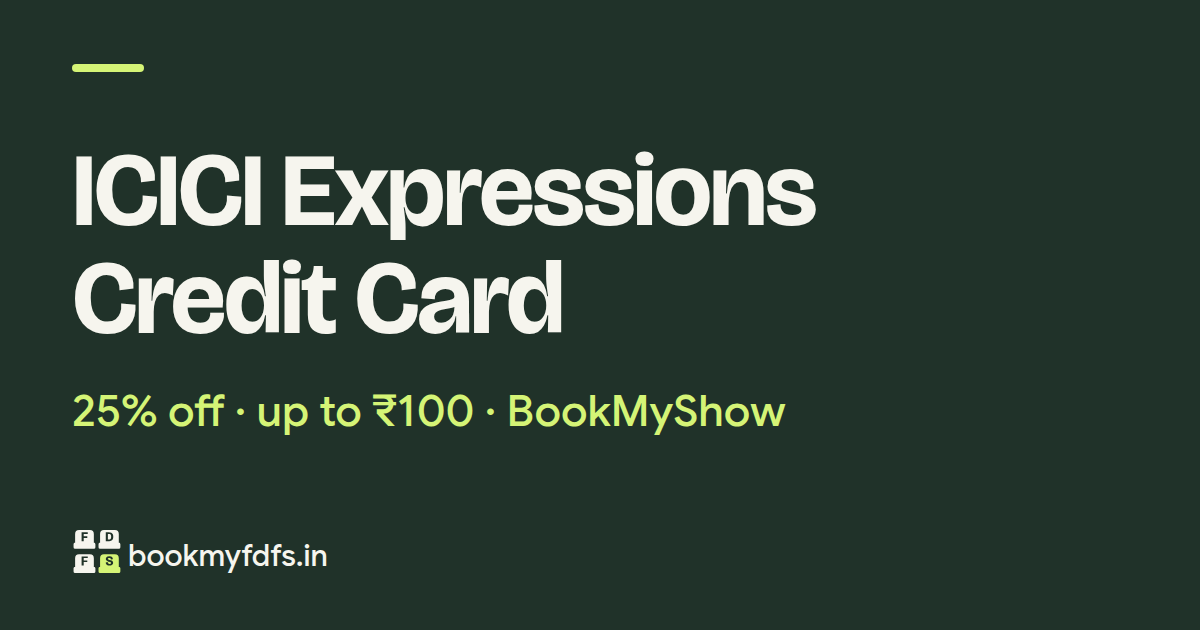 ICICI Expressions
Credit Card
25% off · up to ₹100 · BookMyShow
F D
F S
bookmyfdfs.in